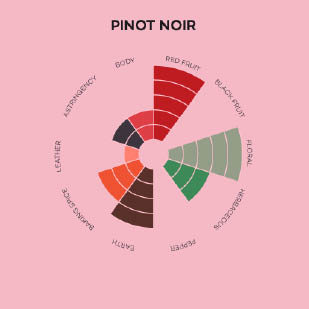 PINOT NOIR
BODY
RED FRUIT
BLACK FRUIT
FLORAL
HERBACEOUS
PEPPER
EARTH
BAKING SPICE
LEATHER
ASTRINGENCY